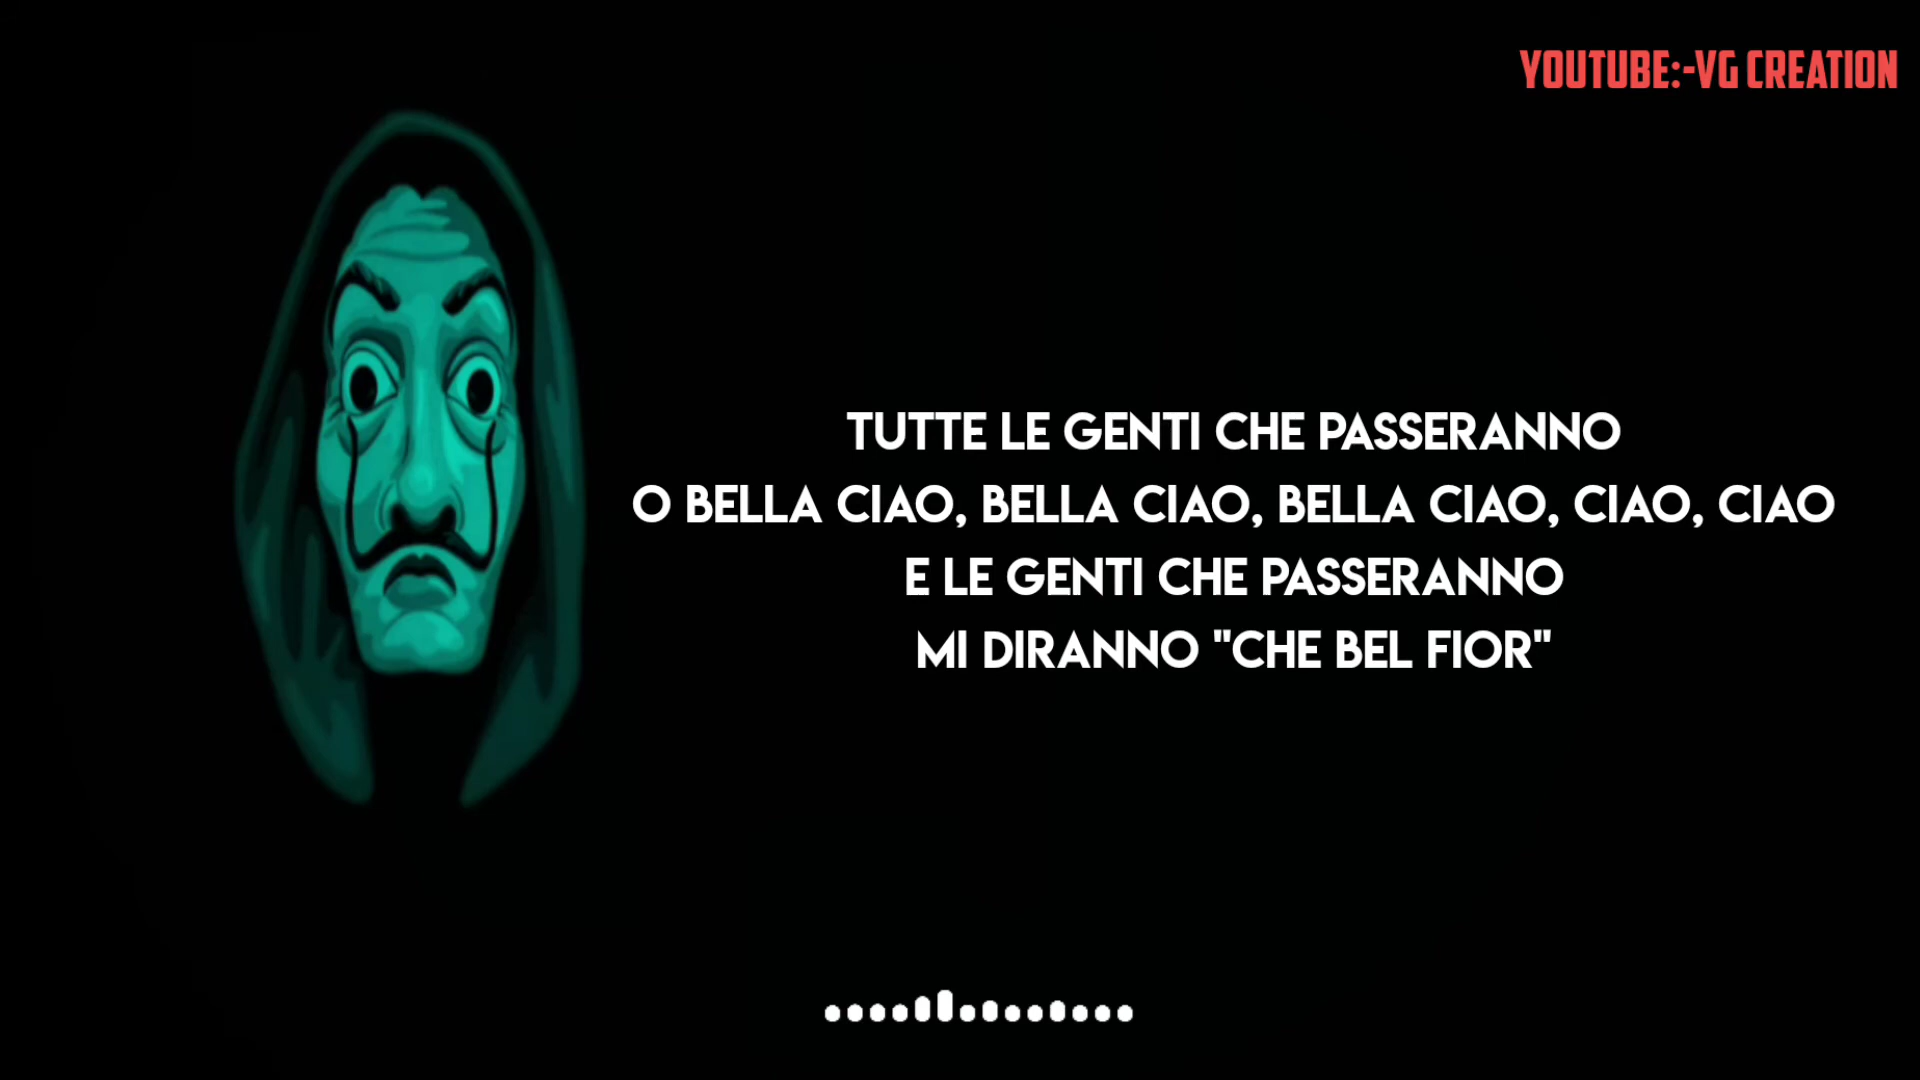 YOUTUBE:-VG CREATION
TUTTE LE GENTI CHE PASSERANNO
O BELLA CIAO, BELLA CIAO, BELLA CIAO, CIAO, CIAO
E LE GENTI CHE PASSERANNO
MI DIRANNO "CHE BEL FIOR"